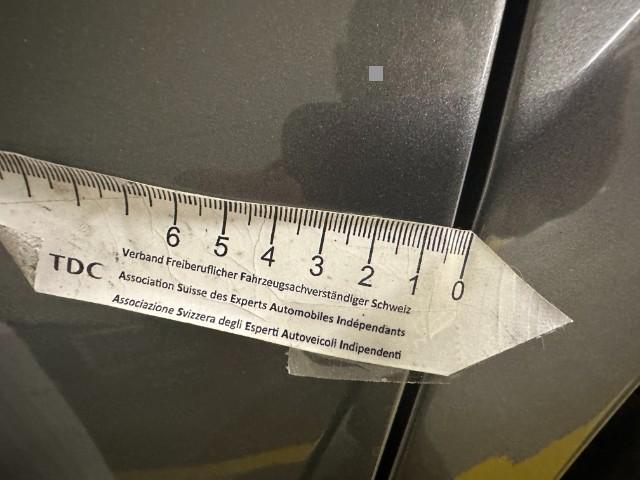 6 5 4 3 2 1 0
TDC
Verband Freiberuflicher Fahrzeugsachverständiger Schweiz
Association Suisse des Experts Automobiles Indépendants
Associazione Svizzera degli Esperti Autoveicoli Indipendenti